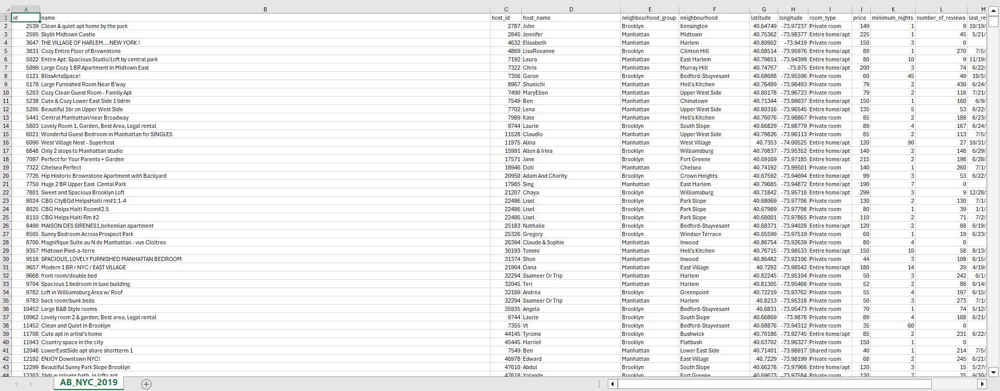 A B C D E F G H I J K L M
1 id name host_id host_name neighbourhood_group neighbourhood latitude longitude room_type price minimum_nights number_of_reviews last_re
2 2539 Clean & quiet apt home by the park 2787 John Brooklyn Kensington 40.64749 -73.97237 Private room 149 1 9 10/19/
3 2595 Skylit Midtown Castle 2845 Jennifer Manhattan Midtown 40.75362 -73.98377 Entire home/apt 225 1 45 5/21/
4 3647 THE VILLAGE OF HARLEM....NEW YORK ! 4632 Elisabeth Manhattan Harlem 40.80902 -73.9419 Private room 150 3 0
5 3831 Cozy Entire Floor of Brownstone 4869 LisaRoxanne Brooklyn Clinton Hill 40.68514 -73.95976 Entire home/apt 89 1 270 7/5/
6 5022 Entire Apt: Spacious Studio/Loft by central park 7192 Laura Manhattan East Harlem 40.79851 -73.94399 Entire home/apt 80 10 9 11/19/
7 5099 Large Cozy 1 BR Apartment In Midtown East 7322 Chris Manhattan Murray Hill 40.74767 -73.975 Entire home/apt 200 3 74 6/22/
8 5121 BlissArtsSpace! 7356 Garon Brooklyn Bedford-Stuyvesant 40.68688 -73.95596 Private room 60 45 49 10/5/
9 5178 Large Furnished Room Near B'way 8967 Shunichi Manhattan Hell's Kitchen 40.76489 -73.98493 Private room 79 2 430 6/24/
10 5203 Cozy Clean Guest Room - Family Apt 7490 MaryEllen Manhattan Upper West Side 40.80178 -73.96723 Private room 79 2 118 7/21/
11 5238 Cute & Cozy Lower East Side 1 bdrm 7549 Ben Manhattan Chinatown 40.71344 -73.99037 Entire home/apt 150 1 160 6/9/
12 5295 Beautiful 1br on Upper West Side 7702 Lena Manhattan Upper West Side 40.80316 -73.96545 Entire home/apt 135 5 53 6/22/
13 5441 Central Manhattan/near Broadway 7989 Kate Manhattan Hell's Kitchen 40.76076 -73.98867 Private room 85 2 188 6/23/
14 5803 Lovely Room 1, Garden, Best Area, Legal rental 9744 Laurie Brooklyn South Slope 40.66829 -73.98779 Private room 89 4 167 6/24/
15 6021 Wonderful Guest Bedroom in Manhattan for SINGLES 11528 Claudio Manhattan Upper West Side 40.79826 -73.96113 Private room 85 2 113 7/5/
16 6090 West Village Nest - Superhost 11975 Alina Manhattan West Village 40.7353 -74.00525 Entire home/apt 120 90 27 10/31/
17 6848 Only 2 stops to Manhattan studio 15991 Allen & Irina Brooklyn Williamsburg 40.70837 -73.95352 Entire home/apt 140 2 148 6/29/
18 7097 Perfect for Your Parents + Garden 17571 Jane Brooklyn Fort Greene 40.69169 -73.97185 Entire home/apt 215 2 198 6/28/
19 7322 Chelsea Perfect 18946 Doti Manhattan Chelsea 40.74192 -73.99501 Private room 140 1 260 7/1/
20 7726 Hip Historic Brownstone Apartment with Backyard 20950 Adam And Charity Brooklyn Crown Heights 40.67592 -73.94694 Entire home/apt 99 3 53 6/22/
21 7750 Huge 2 BR Upper East  Cental Park 17985 Sing Manhattan East Harlem 40.79685 -73.94872 Entire home/apt 190 7 0
22 7801 Sweet and Spacious Brooklyn Loft 21207 Chaya Brooklyn Williamsburg 40.71842 -73.95718 Entire home/apt 299 3 9 12/28/
23 8024 CBG CtyBGd HelpsHaiti rm#1:1-4 22486 Lisel Brooklyn Park Slope 40.68069 -73.97706 Private room 130 2 130 7/1/
24 8025 CBG Helps Haiti Room#2.5 22486 Lisel Brooklyn Park Slope 40.67989 -73.97798 Private room 80 1 39 1/1/
25 8110 CBG Helps Haiti Rm #2 22486 Lisel Brooklyn Park Slope 40.68001 -73.97865 Private room 110 2 71 7/2/
26 8490 MAISON DES SIRENES1,bohemian apartment 25183 Nathalie Brooklyn Bedford-Stuyvesant 40.68371 -73.94028 Entire home/apt 120 2 88 6/19/
27 8505 Sunny Bedroom Across Prospect Park 25326 Gregory Brooklyn Windsor Terrace 40.65599 -73.97519 Private room 60 1 19 6/23/
28 8700 Magnifique Suite au N de Manhattan - vue Cloitres 26394 Claude & Sophie Manhattan Inwood 40.86754 -73.92639 Private room 80 4 0
29 9357 Midtown Pied-a-terre 30193 Tommi Manhattan Hell's Kitchen 40.76715 -73.98533 Entire home/apt 150 10 58 8/13/
30 9518 SPACIOUS, LOVELY FURNISHED MANHATTAN BEDROOM 31374 Shon Manhattan Inwood 40.86482 -73.92106 Private room 44 3 108 6/15/
31 9657 Modern 1 BR / NYC / EAST VILLAGE 21904 Dana Manhattan East Village 40.7292 -73.98542 Entire home/apt 180 14 29 4/19/
32 9668 front room/double bed 32294 Ssameer Or Trip Manhattan Harlem 40.82245 -73.95104 Private room 50 3 242 6/1/
33 9704 Spacious 1 bedroom in luxe building 32045 Teri Manhattan Harlem 40.81305 -73.95466 Private room 52 2 88 6/14/
34 9782 Loft in Williamsburg Area w/ Roof 32169 Andrea Brooklyn Greenpoint 40.72219 -73.93762 Private room 55 4 197 6/15/
35 9783 back room/bunk beds 32294 Ssameer Or Trip Manhattan Harlem 40.8213 -73.95318 Private room 50 3 273 7/1/
36 10452 Large B&B Style rooms 35935 Angela Brooklyn Bedford-Stuyvesant 40.6831 -73.95473 Private room 70 1 74 5/12/
37 10962 Lovely room 2 & garden; Best area, Legal rental 9744 Laurie Brooklyn South Slope 40.66869 -73.9878 Private room 89 4 168 6/21/
38 11452 Clean and Quiet in Brooklyn 7355 Vt Brooklyn Bedford-Stuyvesant 40.68876 -73.94312 Private room 35 60 0
39 11708 Cute apt in artist's home 44145 Tyrome Brooklyn Bushwick 40.70186 -73.92745 Entire home/apt 85 2 231 6/22/
40 11943 Country space in the city 45445 Harriet Brooklyn Flatbush 40.63702 -73.96327 Private room 150 1 0
41 12048 LowerEastSide apt share shortterm 1 7549 Ben Manhattan Lower East Side 40.71401 -73.98917 Shared room 40 1 214 7/5/
42 12192 ENJOY Downtown NYC! 46978 Edward Manhattan East Village 40.7229 -73.98199 Private room 68 2 245 6/21/
43 12299 Beautiful Sunny Park Slope Brooklyn 47610 Abdul Brooklyn South Slope 40.66278 -73.97966 Entire home/apt 120 3 15 5/27/
44 12303 1bdr w private bath. in lofty apt 47618 Yolande Brooklyn Fort Greene 40.69673 -73.97584 Private room 120 7 25 9/30/
AB_NYC_2019